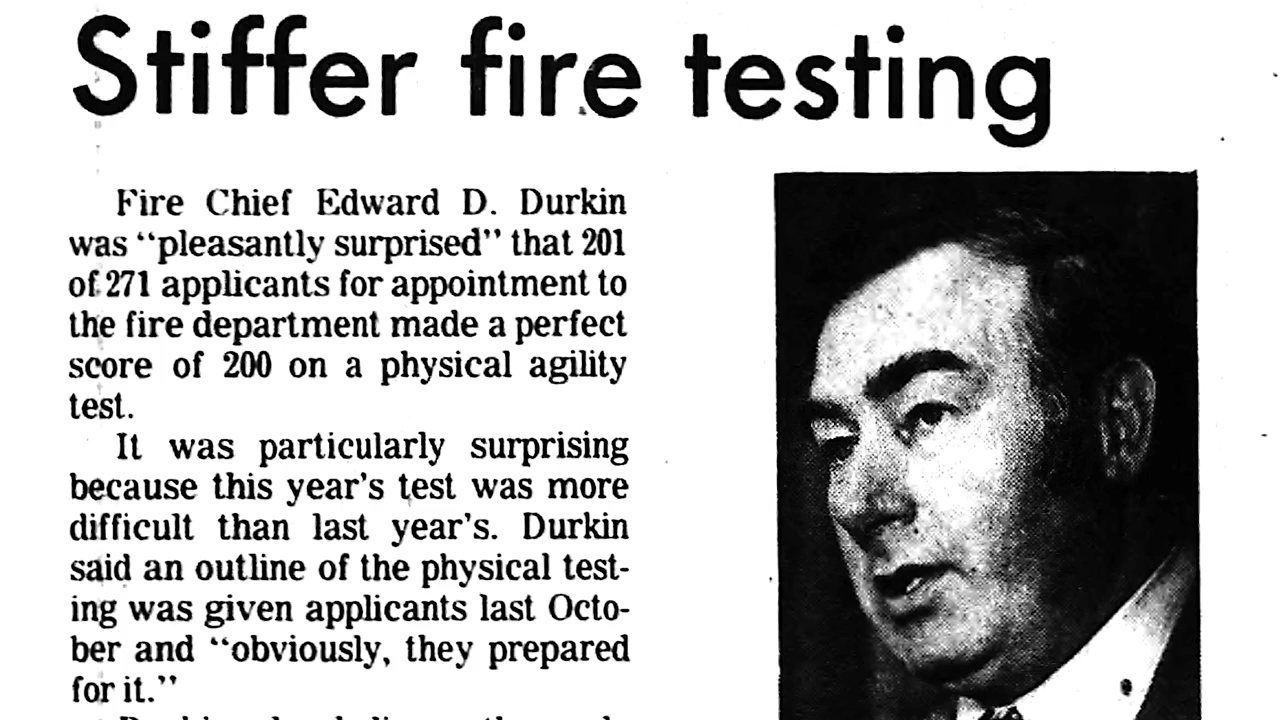 Stiffer fire testing
Fire Chief Edward D. Durkin
was “pleasantly surprised” that 201
of 271 applicants for appointment to
the fire department made a perfect
score of 200 on a physical agility
test.
It was particularly surprising
because this year's test was more
difficult than last year's. Durkin
said an outline of the physical test-
ing was given applicants last Octo-
ber and “obviously, they prepared
for it.”